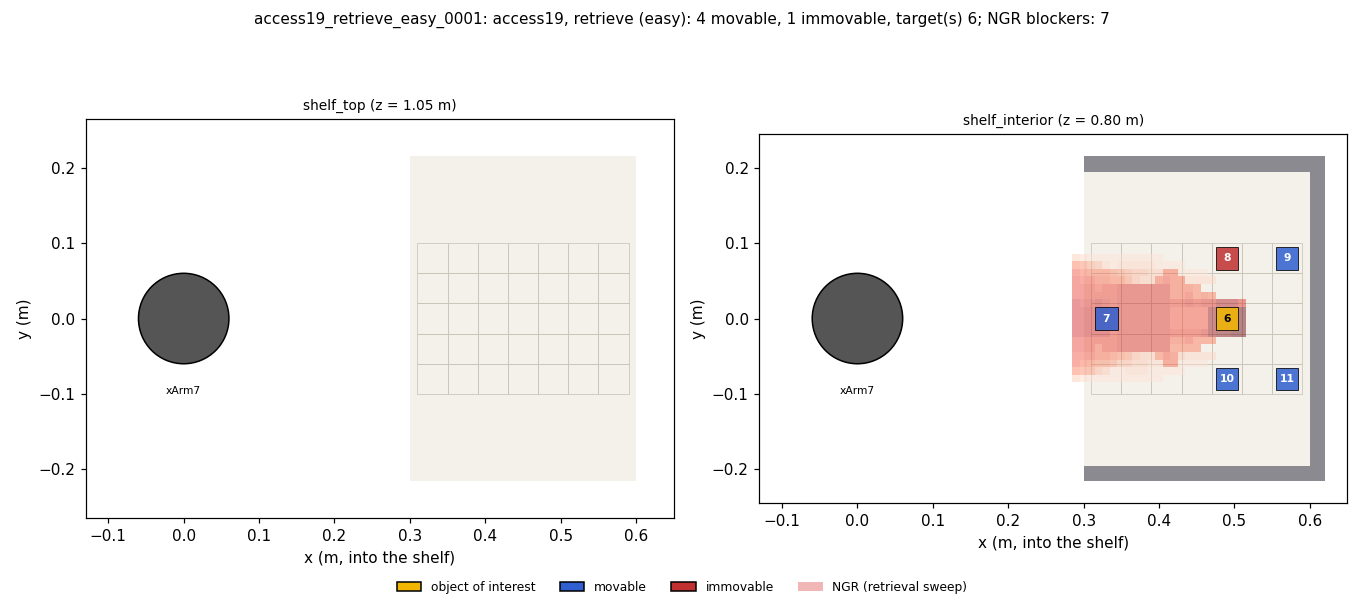 access19_retrieve_easy_0001: access19, retrieve (easy): 4 movable, 1 immovable, target(s) 6; NGR blockers: 7
shelf_top (z = 1.05 m)
y (m)
0.2
0.1
0.0
−0.1
−0.2
xArm7
−0.1 0.0 0.1 0.2 0.3 0.4 0.5 0.6
x (m, into the shelf)
shelf_interior (z = 0.80 m)
y (m)
0.2
0.1
0.0
−0.1
−0.2
8 9
7 6
10 11
xArm7
−0.1 0.0 0.1 0.2 0.3 0.4 0.5 0.6
x (m, into the shelf)
object of interest movable immovable NGR (retrieval sweep)